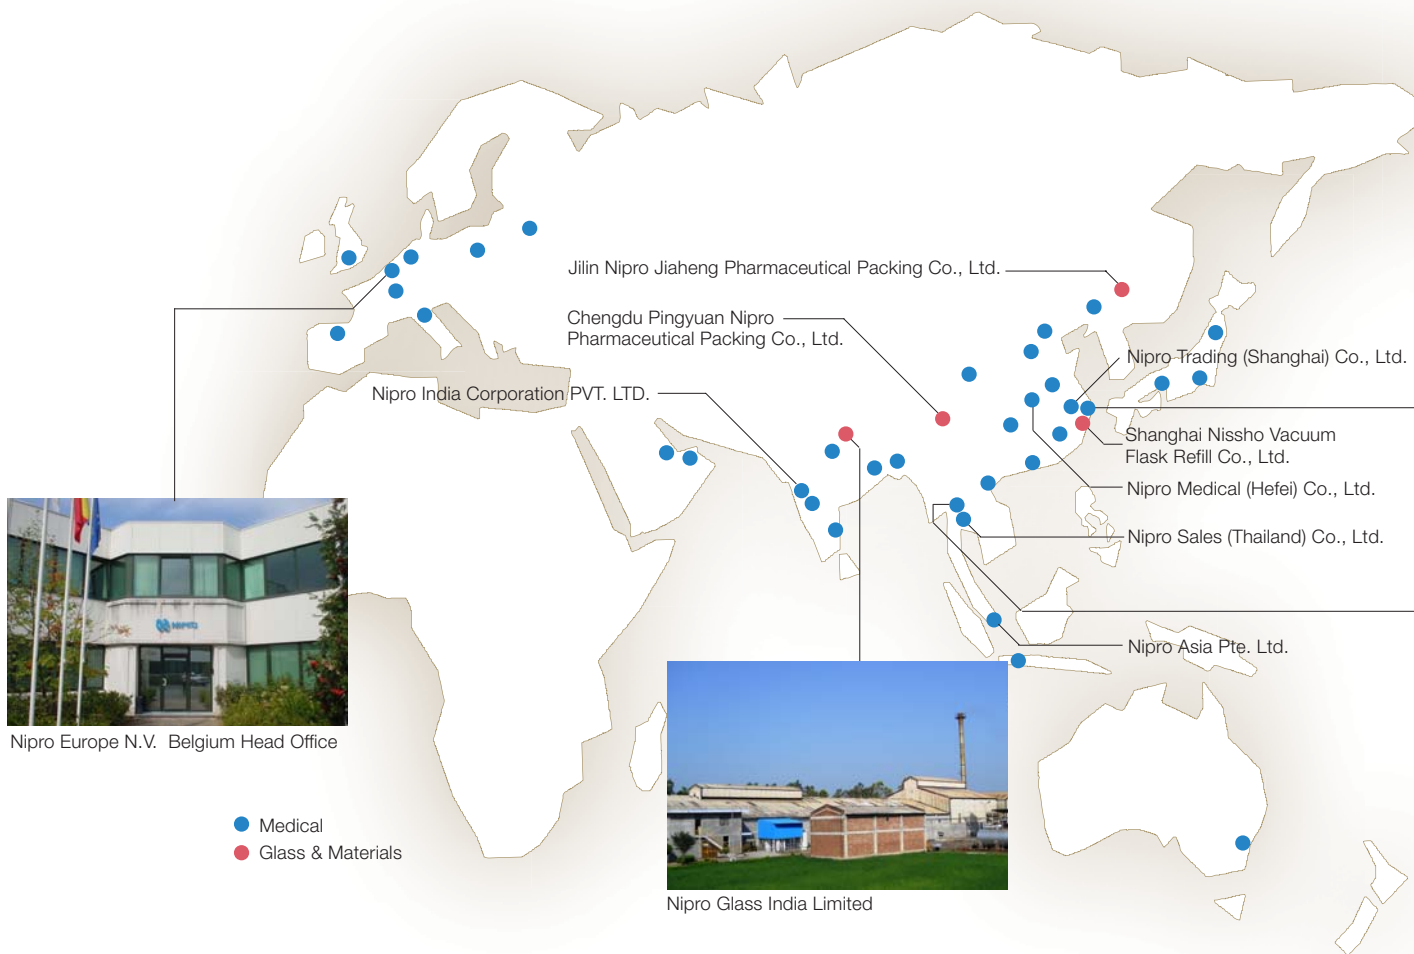 Jilin Nipro Jiaheng Pharmaceutical Packing Co., Ltd.
Chengdu Pingyuan Nipro
Pharmaceutical Packing Co., Ltd.
Nipro Trading (Shanghai) Co., Ltd.
Nipro India Corporation PVT. LTD.
Shanghai Nissho Vacuum
Flask Refill Co., Ltd.
Nipro Medical (Hefei) Co., Ltd.
Nipro Sales (Thailand) Co., Ltd.
NIPRO
Nipro Asia Pte. Ltd.
Nipro Europe N.V. Belgium Head Office
Medical
Glass & Materials
Nipro Glass India Limited